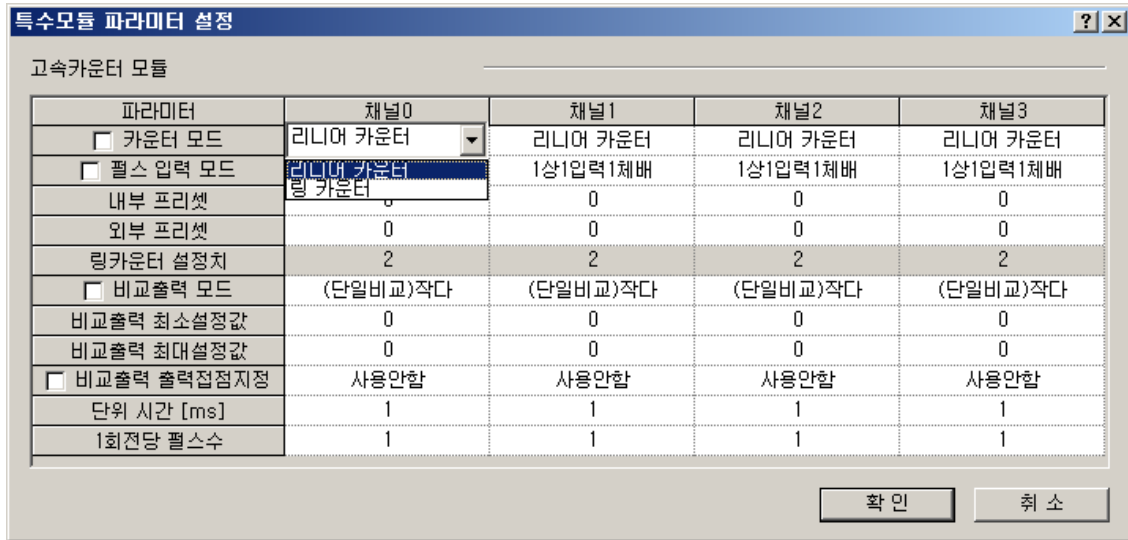 특수모듈 파라미터 설정
고속카운터 모듈
파라미터 채널0 채널1 채널2 채널3
카운터 모드 리니어 카운터 리니어 카운터 리니어 카운터 리니어 카운터
리니어 카운터
링 카운터
펄스 입력 모드 1상1입력1체배 1상1입력1체배 1상1입력1체배
내부 프리셋 0 0 0 0
외부 프리셋 0 0 0 0
링카운터 설정치 2 2 2 2
비교출력 모드 (단일비교)작다 (단일비교)작다 (단일비교)작다 (단일비교)작다
비교출력 최소설정값 0 0 0 0
비교출력 최대설정값 0 0 0 0
비교출력 출력접점지정 사용안함 사용안함 사용안함 사용안함
단위 시간 [ms] 1 1 1 1
1회전당 펄스수 1 1 1 1
확 인 취 소